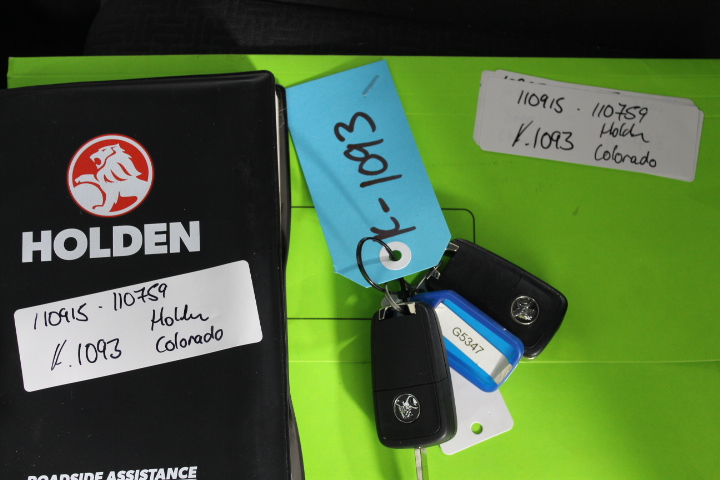 HOLDEN
110915 - 110759
Holden
K.1093 Colorado
ROADSIDE ASSISTANCE
K-1093
G5347
110915 - 110759
Holden
K.1093 Colorado